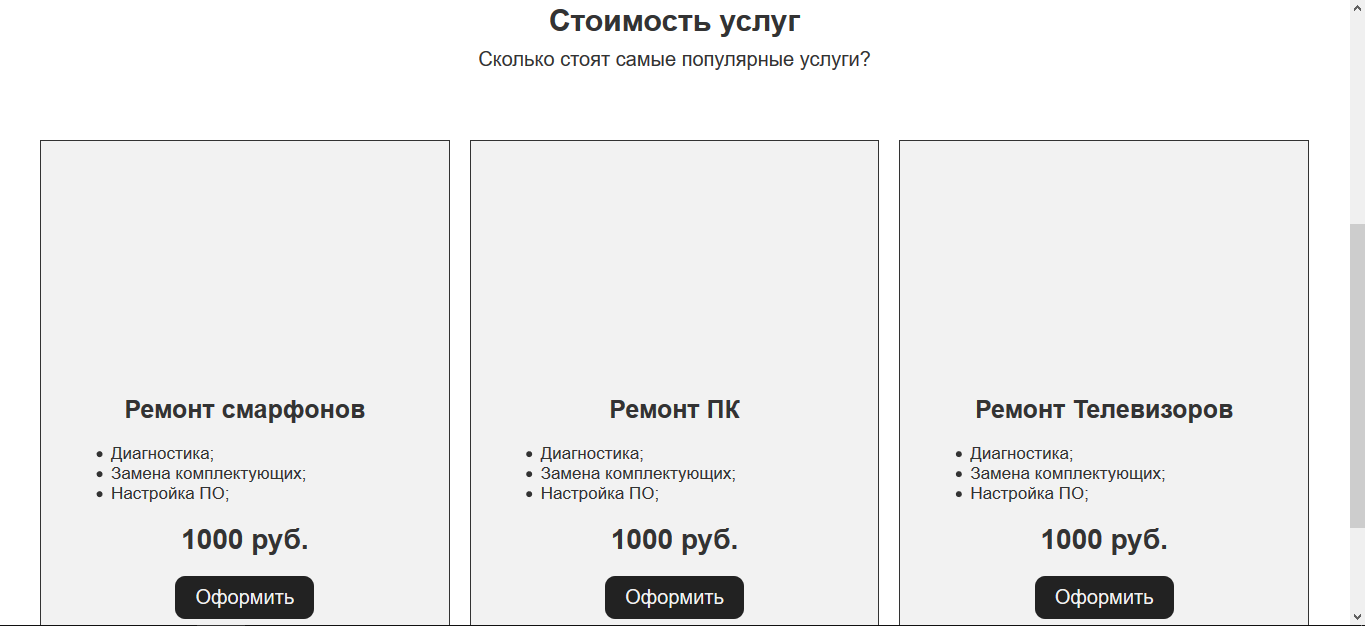 Стоимость услуг
Сколько стоят самые популярные услуги?
Ремонт смарфонов
• Диагностика;
• Замена комплектующих;
• Настройка ПО;
1000 руб.
Оформить
Ремонт ПК
• Диагностика;
• Замена комплектующих;
• Настройка ПО;
1000 руб.
Оформить
Ремонт Телевизоров
• Диагностика;
• Замена комплектующих;
• Настройка ПО;
1000 руб.
Оформить